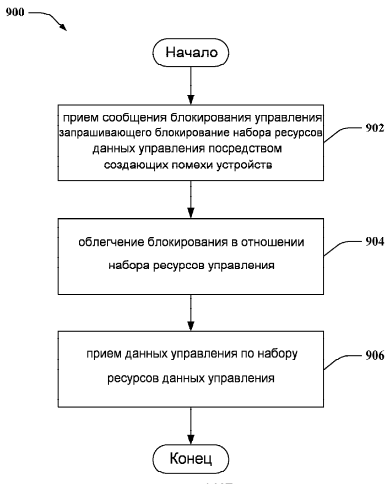 900
Начало
прием сообщения блокирования управления
запрашивающего блокирование набора ресурсов
данных управления посредством
создающих помехи устройств
902
облегчение блокирования в отношении
набора ресурсов управления
904
прием данных управления по набору
ресурсов данных управления
906
Конец